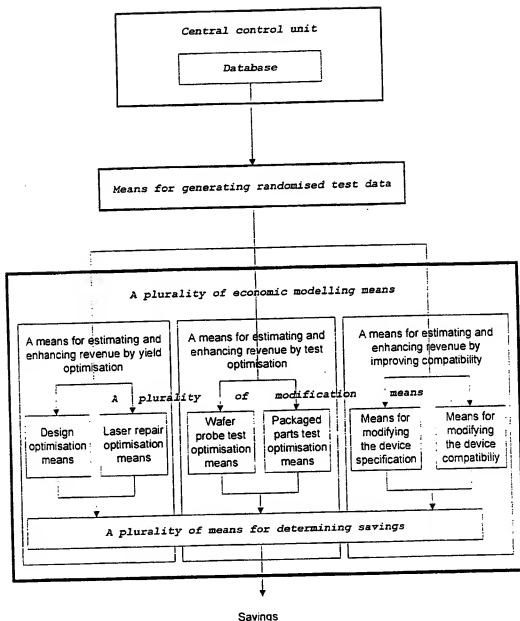 Central control unit
Database
Means for generating randomised test data
A plurality of economic modelling means
A means for estimating and
enhancing revenue by yield
optimisation
A means for estimating and
enhancing revenue by test
optimisation
A means for estimating and
enhancing revenue by
improving compatibility
A plurality of modification means
Design
optimisation
means
Laser repair
optimisation
means
Wafer
probe test
optimisation
means
Packaged
parts test
optimisation
means
Means for
modifying
the device
specification
Means for
modifying
the device
compatibiliy
A plurality of means for determining savings
Savings